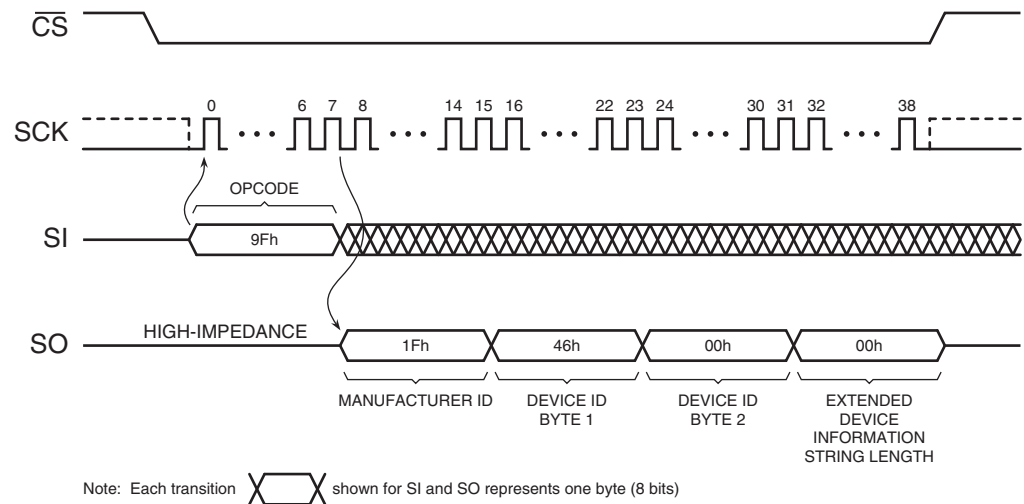 CS
SCK
0 6 7 8 14 15 16 22 23 24 30 31 32 38
OPCODE
SI
9Fh
HIGH-IMPEDANCE
SO
1Fh 46h 00h 00h
MANUFACTURER ID
DEVICE ID
BYTE 1
DEVICE ID
BYTE 2
EXTENDED
DEVICE
INFORMATION
STRING LENGTH
Note: Each transition shown for SI and SO represents one byte (8 bits)